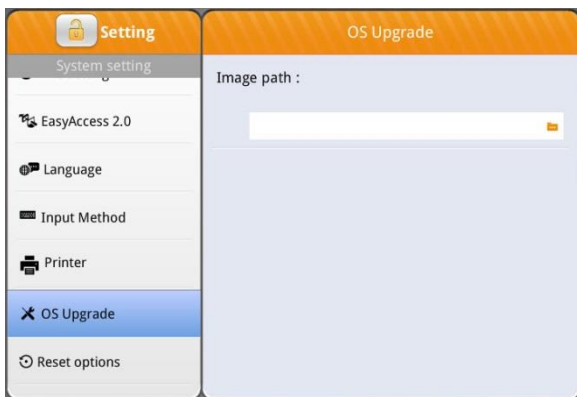 Setting
System setting
EasyAccess 2.0
Language
Input Method
Printer
OS Upgrade
Reset options
OS Upgrade
Image path :